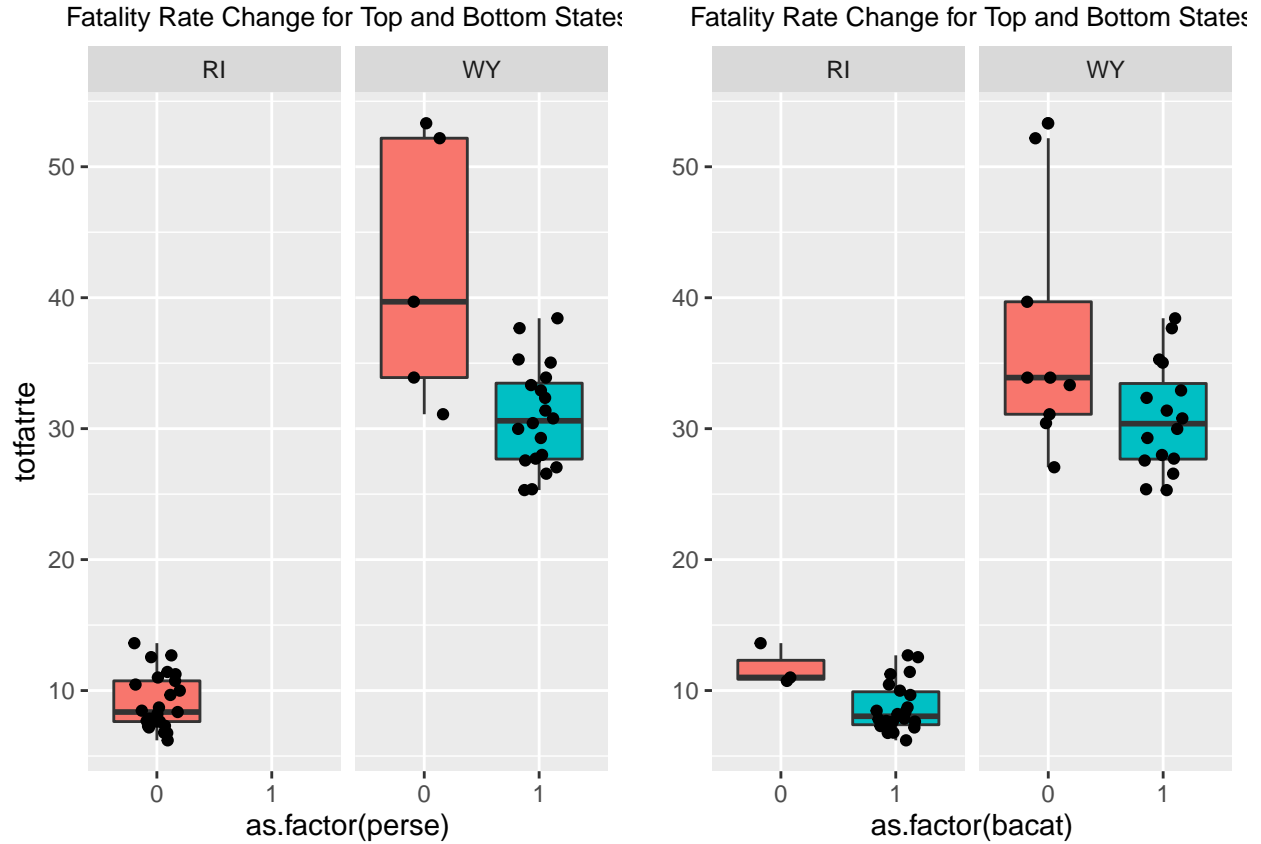 Fatality Rate Change for Top and Bottom States
RI
WY
50
40
30
20
10
totfatrte
0
1
0
1
as.factor(perse)
Fatality Rate Change for Top and Bottom States
RI
WY
50
40
30
20
10
0
1
0
1
as.factor(bacat)